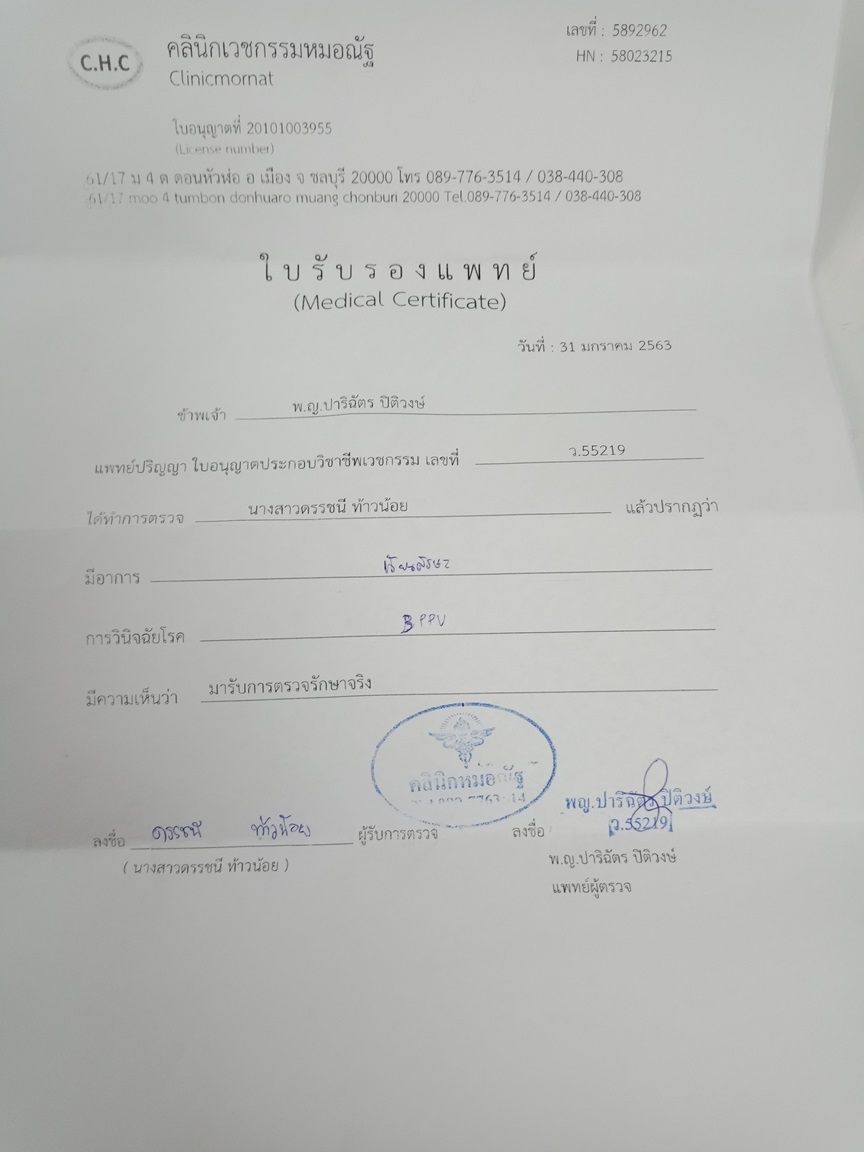 C.H.C
คลินิกเวชกรรมหมอณัฐ
Clinicmornat
เลขที่ : 5892962
HN : 58023215
ใบอนุญาตที่ 20101003955
(License number)
61/17 ม 4 ต ดอนหัวฬ่อ อ เมือง จ ชลบุรี 20000 โทร 089-776-3514 / 038-440-308
61/17 moo 4 tumbon donhuaro muang chonburi 20000 Tel.089-776-3514 / 038-440-308
ใบรับรองแพทย์
(Medical Certificate)
วันที่ : 31 มกราคม 2563
ข้าพเจ้า พ.ญ.ปาริฉัตร ปิติวงษ์
แพทย์ปริญญา ใบอนุญาตประกอบวิชาชีพเวชกรรม เลขที่ ว.55219
ได้ทำการตรวจ นางสาวดรรชนี ท้าวน้อย แล้วปรากฏว่า
มีอาการ เวียนศีรษะ
การวินิจฉัยโรค BPPV
มีความเห็นว่า มารับการตรวจรักษาจริง
คลินิกหมอณัฐ
พญ.ปาริฉัตร ปิติวงษ์
ว.55219
ลงชื่อ ดรรชนี ท้าวน้อย ผู้รับการตรวจ ลงชื่อ
( นางสาวดรรชนี ท้าวน้อย ) พ.ญ.ปาริฉัตร ปิติวงษ์
แพทย์ผู้ตรวจ